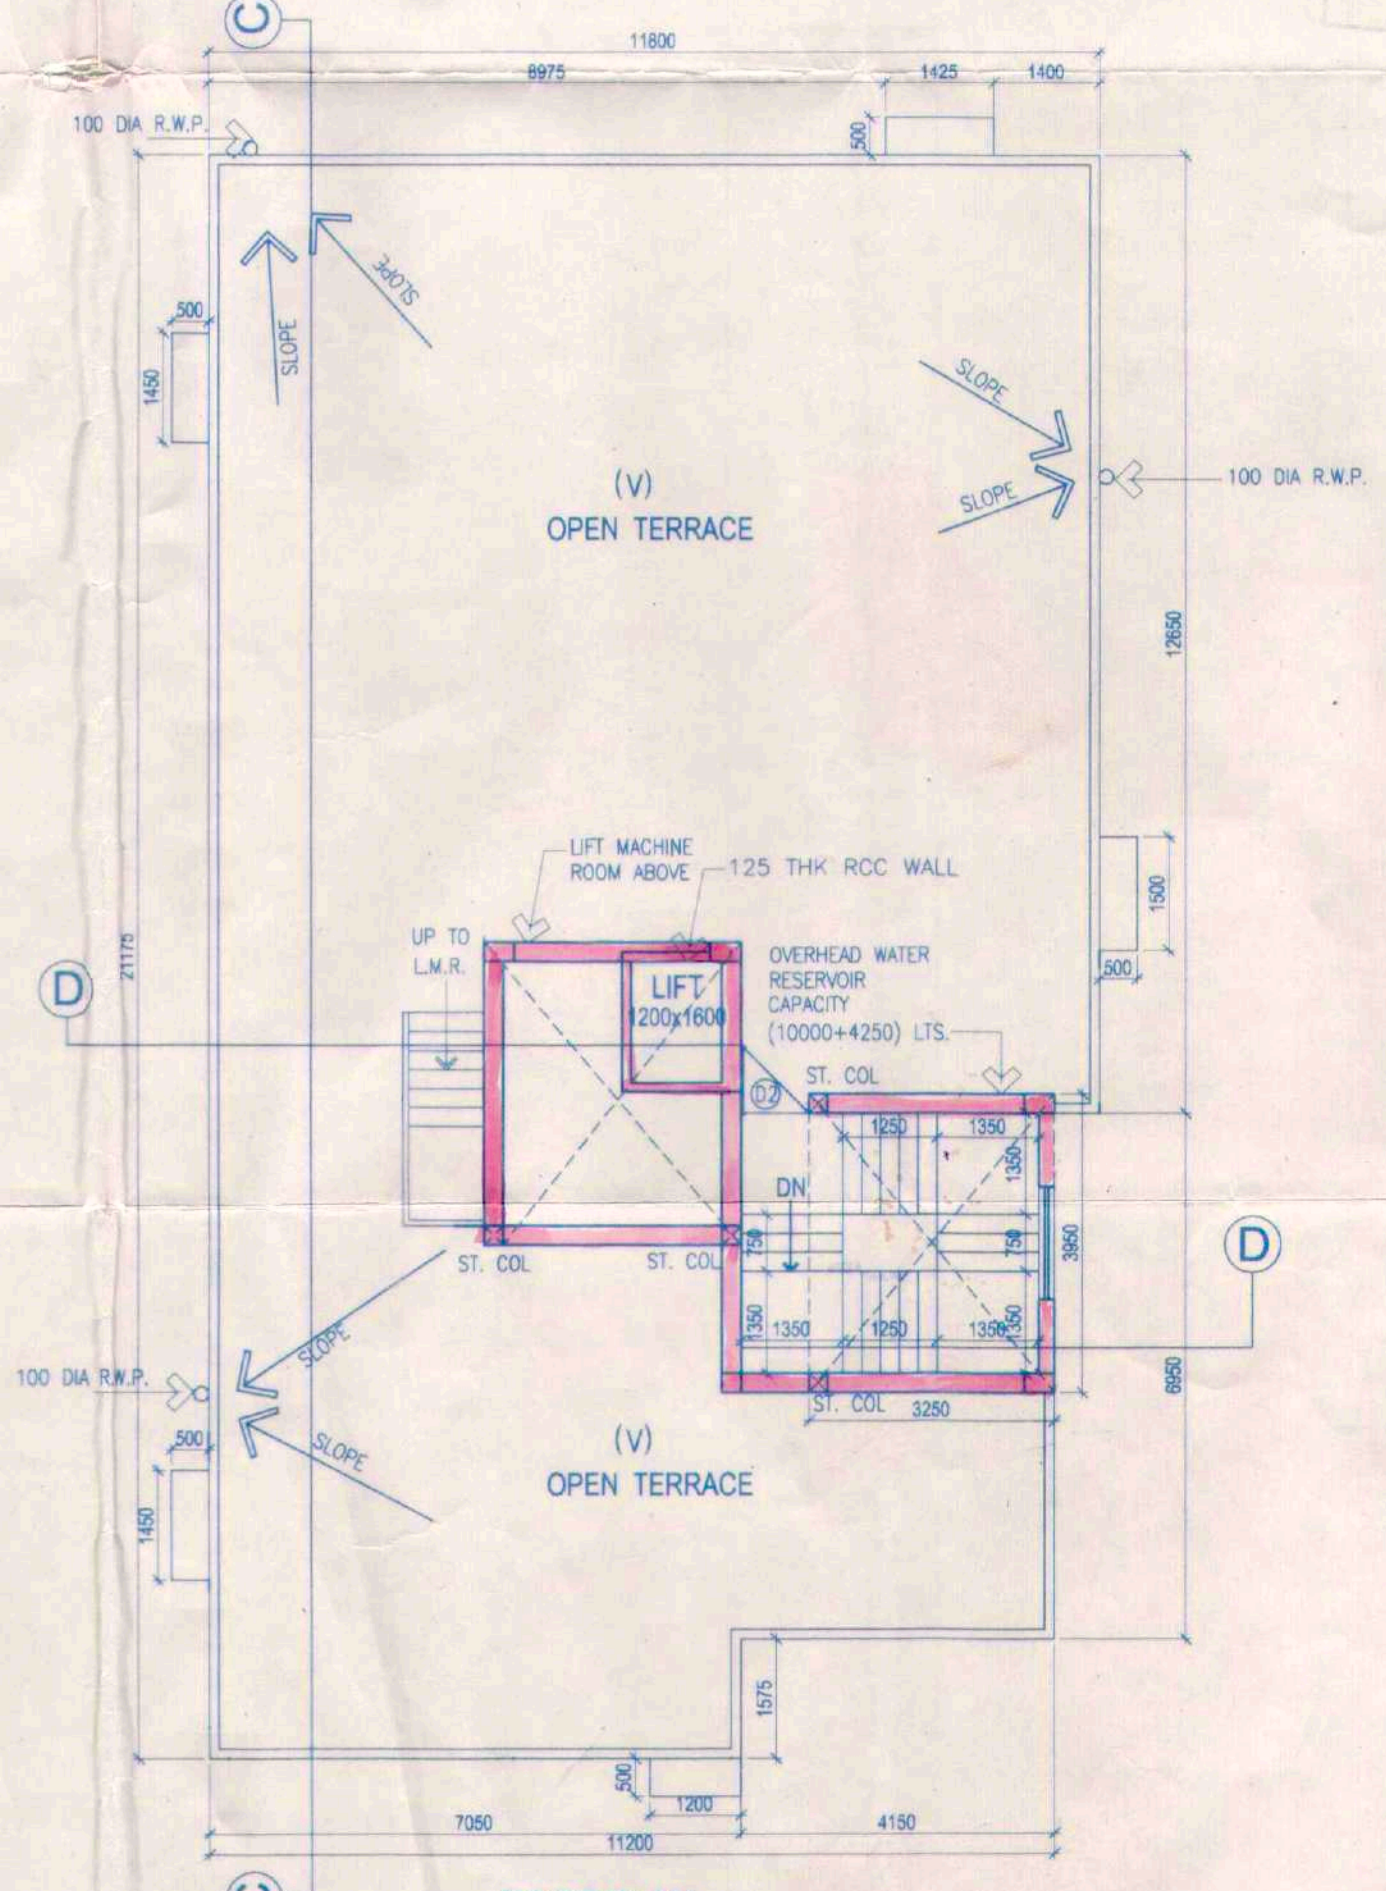 C
11800
8975
1425
1400
100 DIA R.W.P.
500
SLOPE
SLOPE
500
1450
SLOPE
(V)
OPEN TERRACE
SLOPE
100 DIA R.W.P.
12650
LIFT MACHINE
ROOM ABOVE
125 THK RCC WALL
1500
500
21175
UP TO
L.M.R.
D
LIFT
1200x1600
OVERHEAD WATER
RESERVOIR
CAPACITY
(10000+4250) LTS.
ST. COL
D2
1250
1350
1350
DN
750
750
3950
D
ST. COL
ST. COL
1350
1350
1250
1350
1350
SLOPE
100 DIA R.W.P.
6950
ST. COL
3250
500
SLOPE
(V)
OPEN TERRACE
1450
1575
500
1200
7050
4150
11200